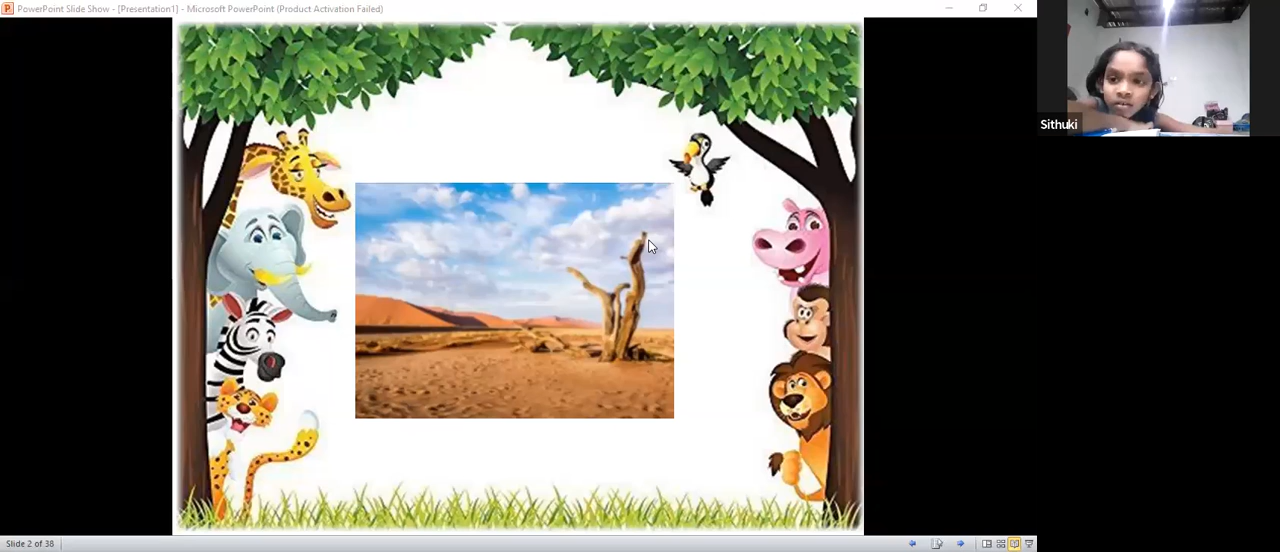 PowerPoint Slide Show - [Presentation1] - Microsoft PowerPoint (Product Activation Failed)
Sithuki
Slide 2 of 38